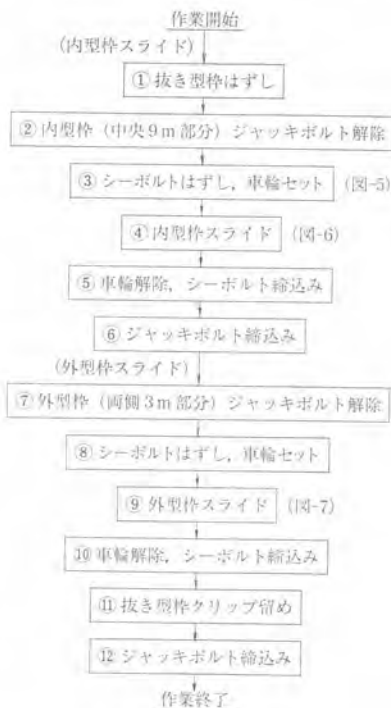 作業開始
(内型枠スライド)
① 抜き型枠はずし
② 内型枠（中央9m部分）ジャッキボルト解除
③ シーボルトはずし，車輪セット (図-5)
④ 内型枠スライド (図-6)
⑤ 車輪解除，シーボルト締込み
⑥ ジャッキボルト締込み
(外型枠スライド)
⑦ 外型枠（両側3m部分）ジャッキボルト解除
⑧ シーボルトはずし，車輪セット
⑨ 外型枠スライド (図-7)
⑩ 車輪解除，シーボルト締込み
⑪ 抜き型枠クリップ留め
⑫ ジャッキボルト締込み
作業終了